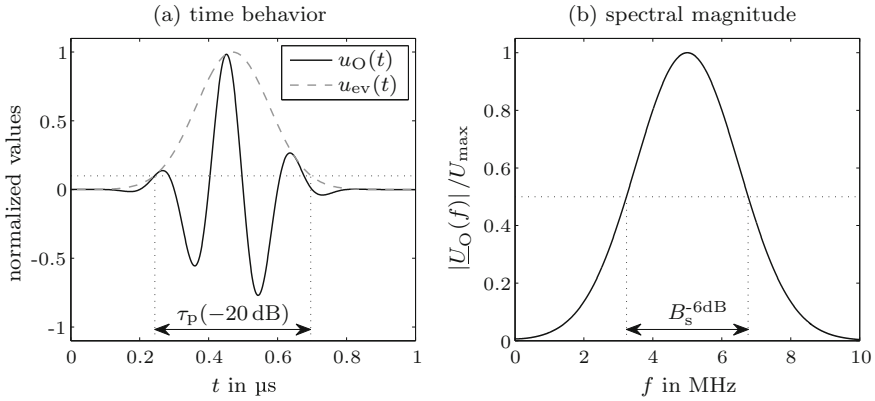 (a) time behavior
normalized values
1
0.5
0
-0.5
-1
u_O(t)
u_ev(t)
τ_p(−20 dB)
0 0.2 0.4 0.6 0.8 1
t in µs
(b) spectral magnitude
|U_O(f)|/U_max
1
0.8
0.6
0.4
0.2
0
B_s^-6dB
0 2 4 6 8 10
f in MHz